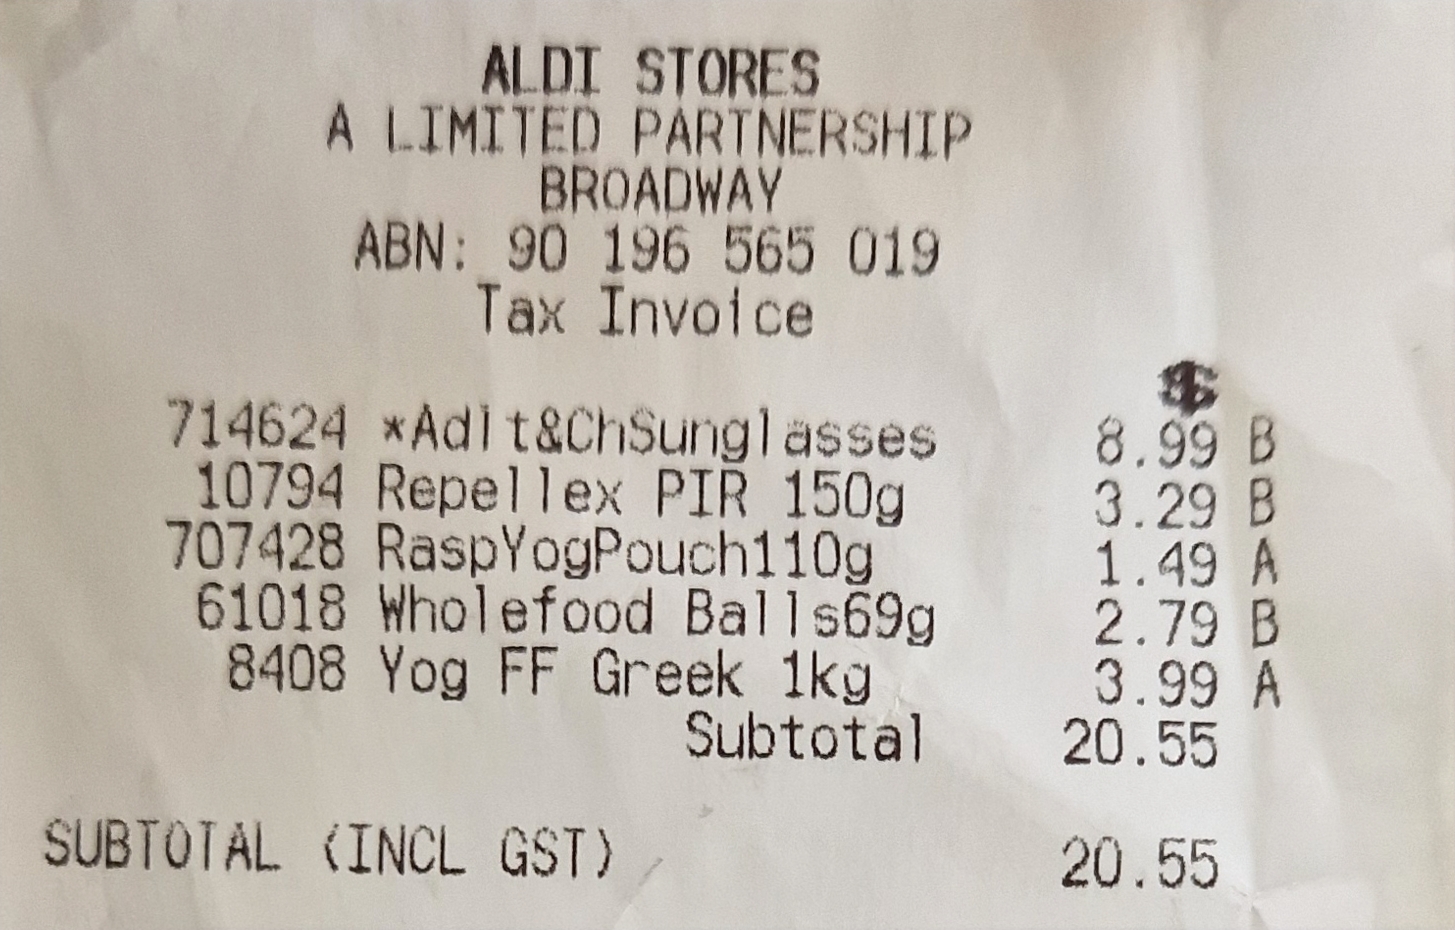 ALDI STORES
A LIMITED PARTNERSHIP
BROADWAY
ABN: 90 196 565 019
Tax Invoice
$
714624 *Adlt&ChSunglasses 8.99 B
10794 Repellex PIR 150g 3.29 B
707428 RaspYogPouch110g 1.49 A
61018 Wholefood Balls69g 2.79 B
8408 Yog FF Greek 1kg 3.99 A
Subtotal 20.55
SUBTOTAL (INCL GST) 20.55